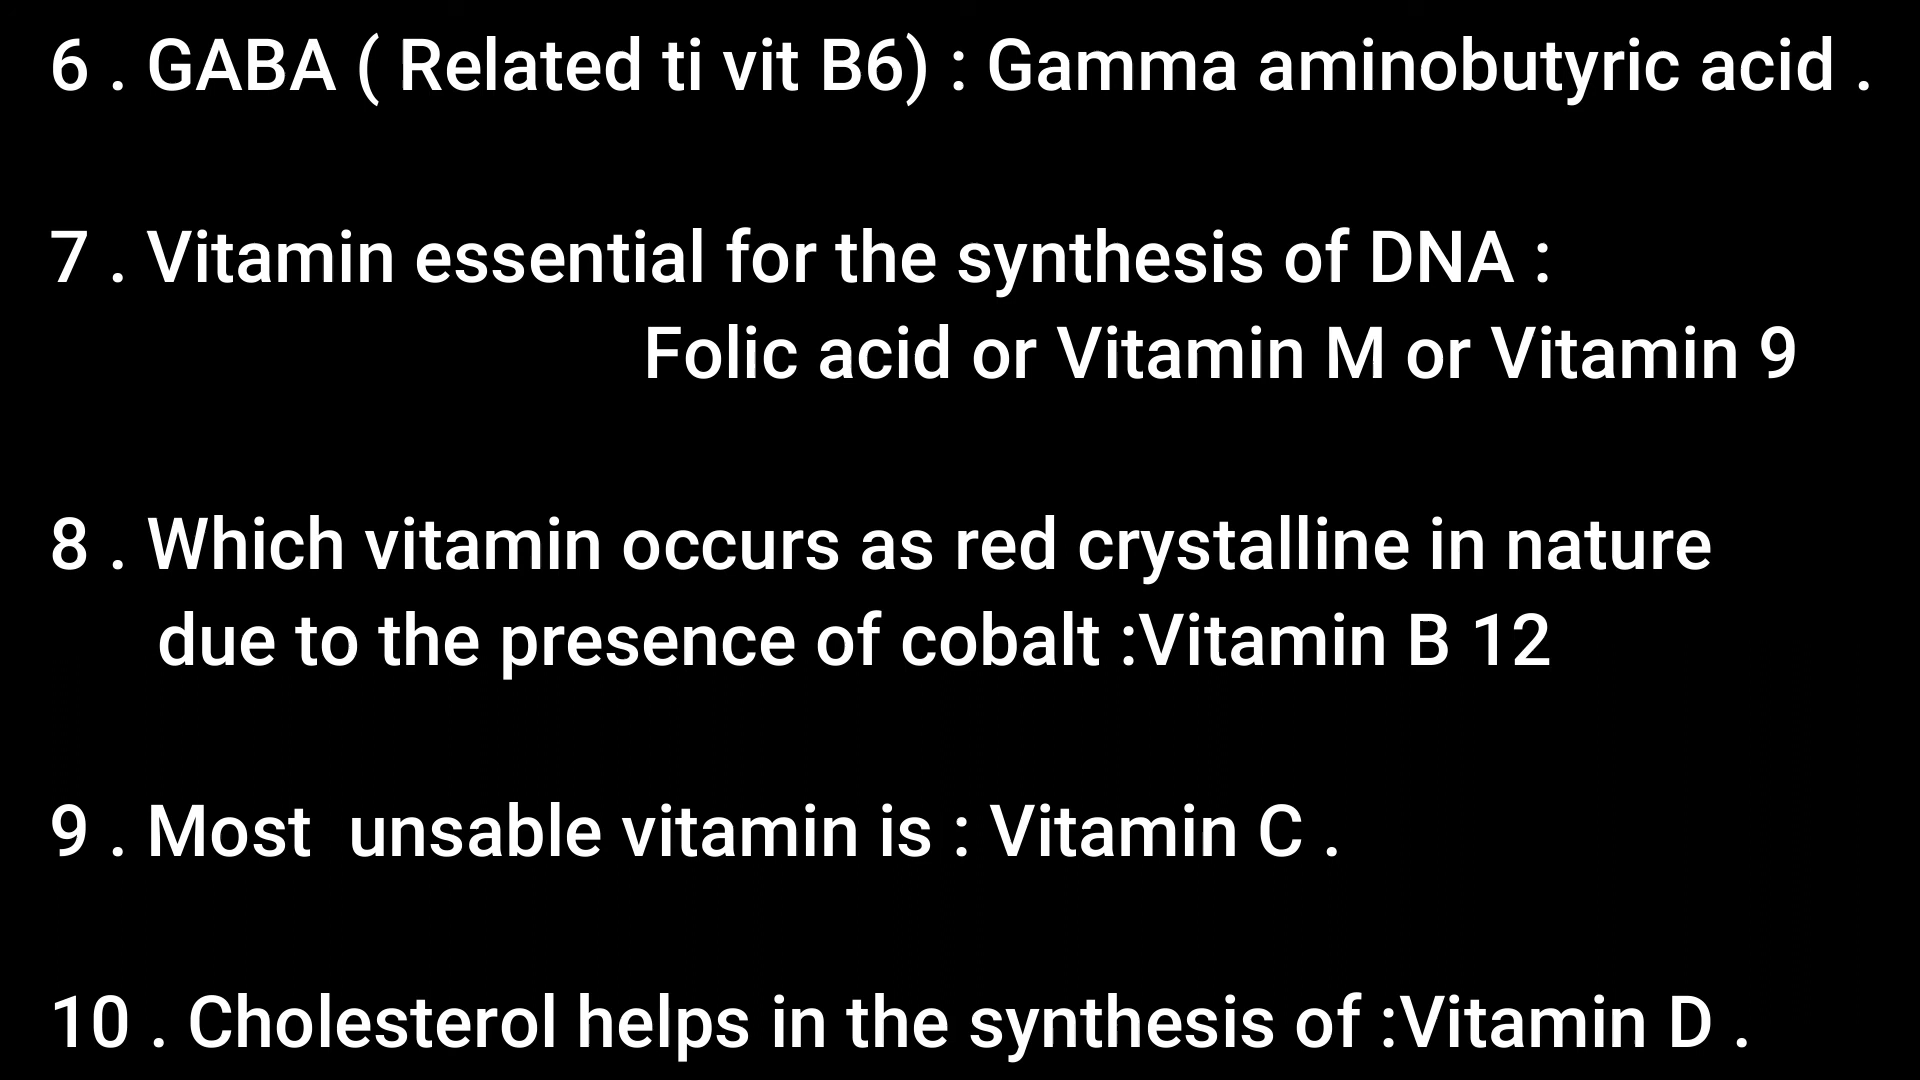 6 . GABA ( Related ti vit B6) : Gamma aminobutyric acid .
7 . Vitamin essential for the synthesis of DNA :
Folic acid or Vitamin M or Vitamin 9
8 . Which vitamin occurs as red crystalline in nature
due to the presence of cobalt :Vitamin B 12
9 . Most  unsable vitamin is : Vitamin C .
10 . Cholesterol helps in the synthesis of :Vitamin D .